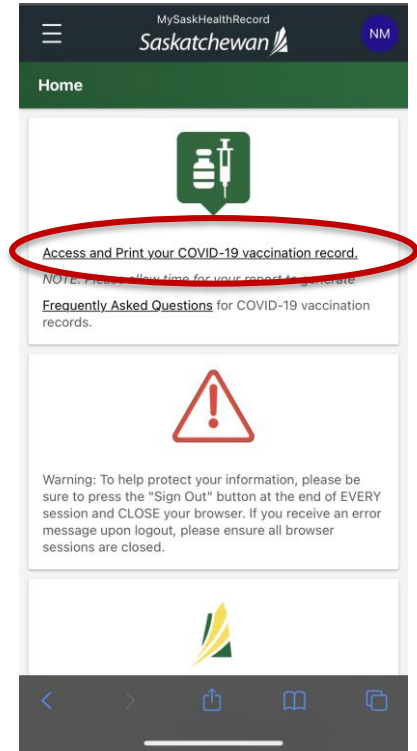 MySaskHealthRecord
Saskatchewan
NM
Home
Access and Print your COVID-19 vaccination record.
NOTE: Please allow time for your report to generate
Frequently Asked Questions for COVID-19 vaccination
records.
Warning: To help protect your information, please be
sure to press the "Sign Out" button at the end of EVERY
session and CLOSE your browser. If you receive an error
message upon logout, please ensure all browser
sessions are closed.